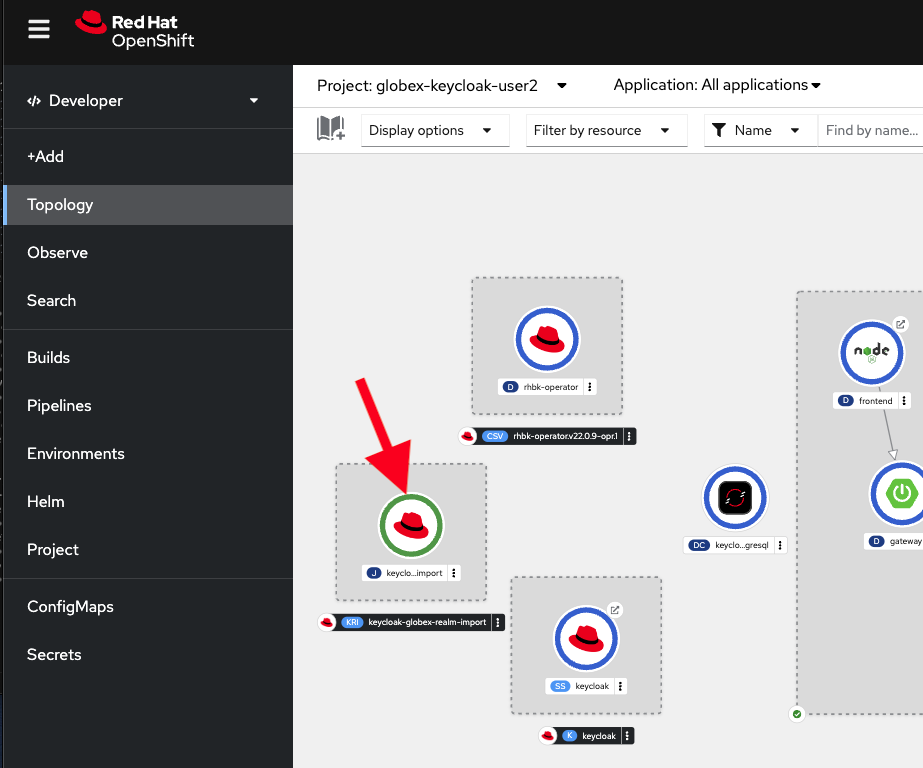 Red Hat
OpenShift
Developer
+Add
Topology
Observe
Search
Builds
Pipelines
Environments
Helm
Project
ConfigMaps
Secrets
Project: globex-keycloak-user2
Application: All applications
Display options
Filter by resource
Name
Find by name...
D rhbk-operator
CSV rhbk-operator.v22.0.9-opr.1
node
JS
D frontend
D gateway
DC keyclo...gresql
J keyclo...import
KRI keycloak-globex-realm-import
SS keycloak
K keycloak